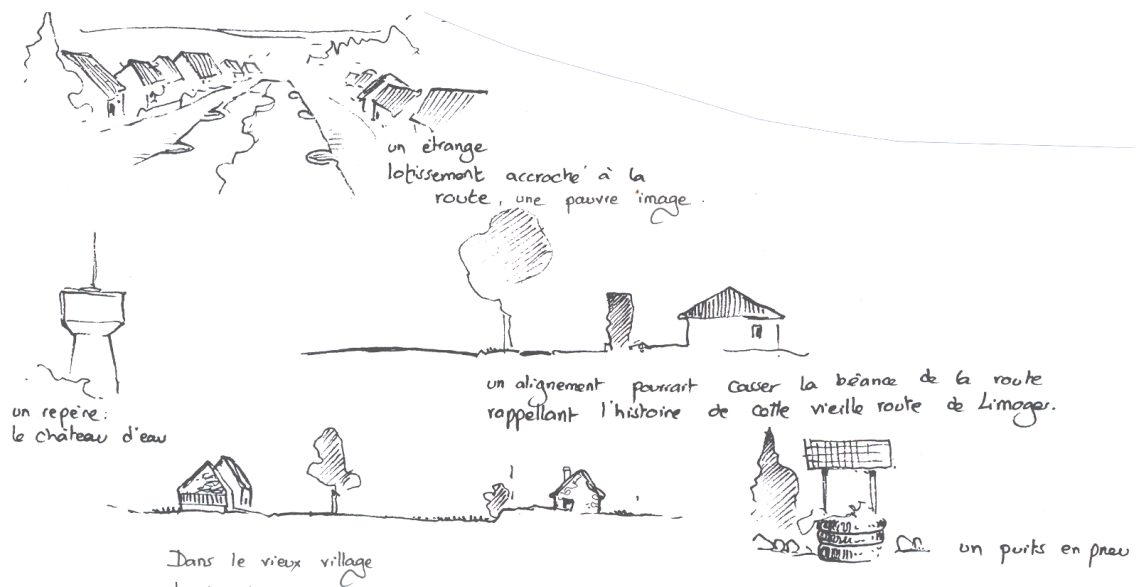 un étrange
lotissement accroché à la
route, une pauvre image.
un repère:
le château d'eau
un alignement pourrait casser la béance de la route
rappellant l'histoire de cette vieille route de Limoges.
Dans le vieux village
un puits en pneu